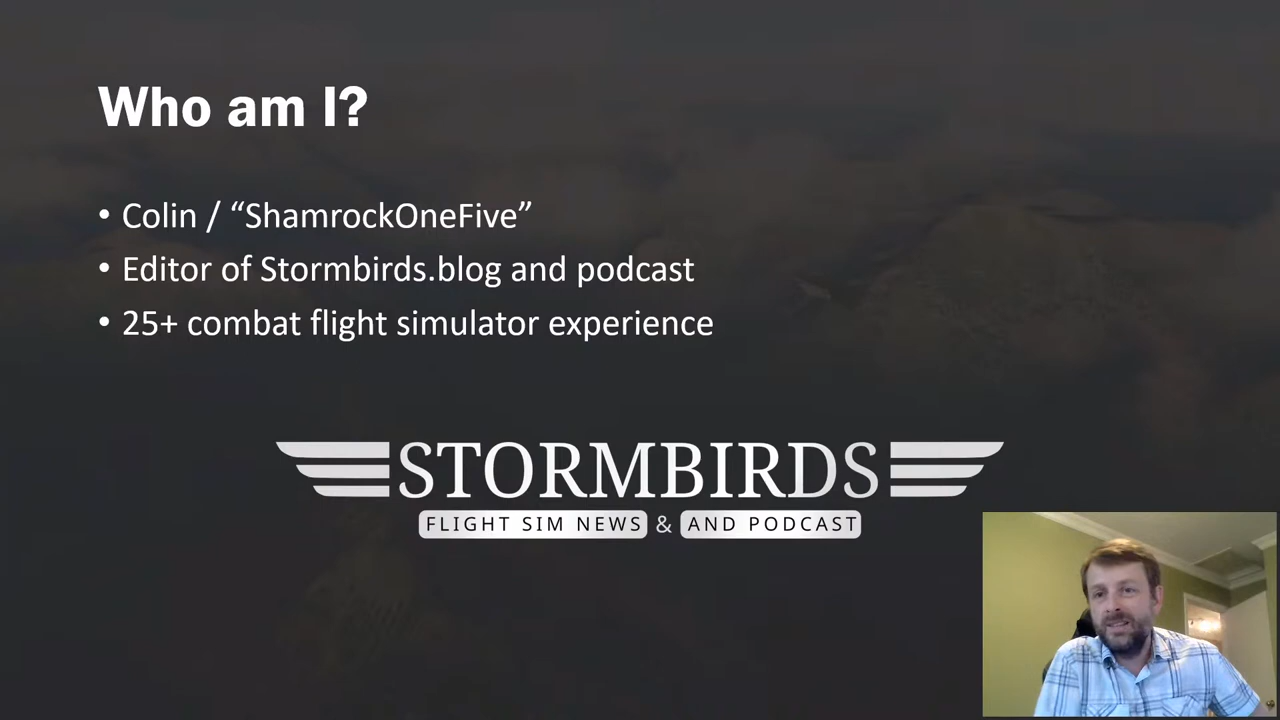 Who am I?
• Colin / “ShamrockOneFive”
• Editor of Stormbirds.blog and podcast
• 25+ combat flight simulator experience
STORMBIRDS
FLIGHT SIM NEWS & AND PODCAST